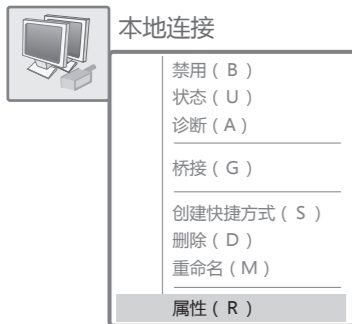 本地连接
禁用（B）
状态（U）
诊断（A）
桥接（G）
创建快捷方式（S）
删除（D）
重命名（M）
属性（R）